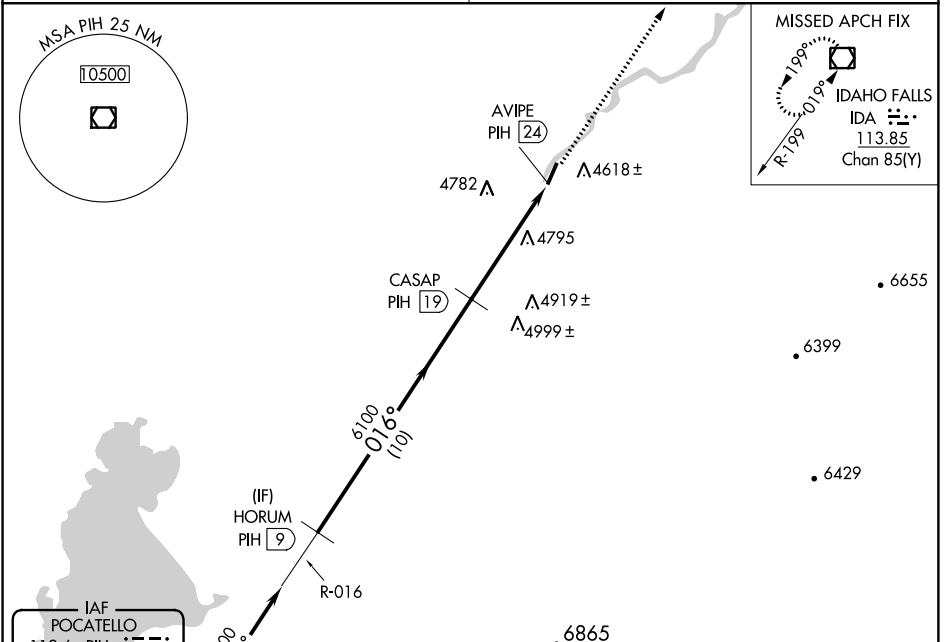 MSA PIH 25 NM
10500
MISSED APCH FIX
199°
019°
R-199
IDAHO FALLS
IDA
113.85
Chan 85(Y)
AVIPE
PIH 24
4618 ±
4782
4795
CASAP
PIH 19
4919 ±
4999 ±
6655
6399
6100
016°
(10)
6429
(IF)
HORUM
PIH 9
R-016
IAF
POCATELLO
6865